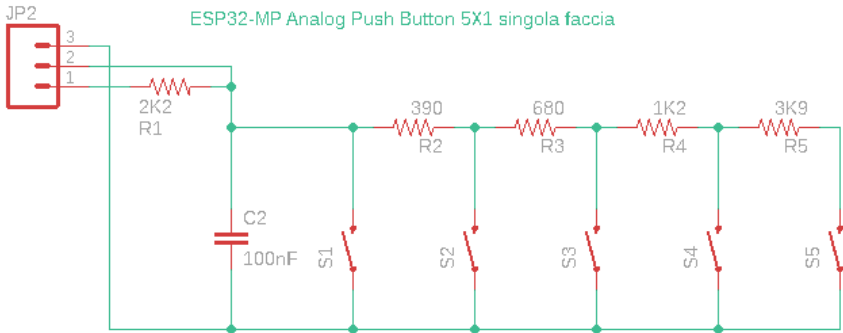 ESP32-MP Analog Push Button 5X1 singola faccia
JP2
3
2
1
2K2
R1
390
R2
680
R3
1K2
R4
3K9
R5
C2
100nF
S1
S2
S3
S4
S5